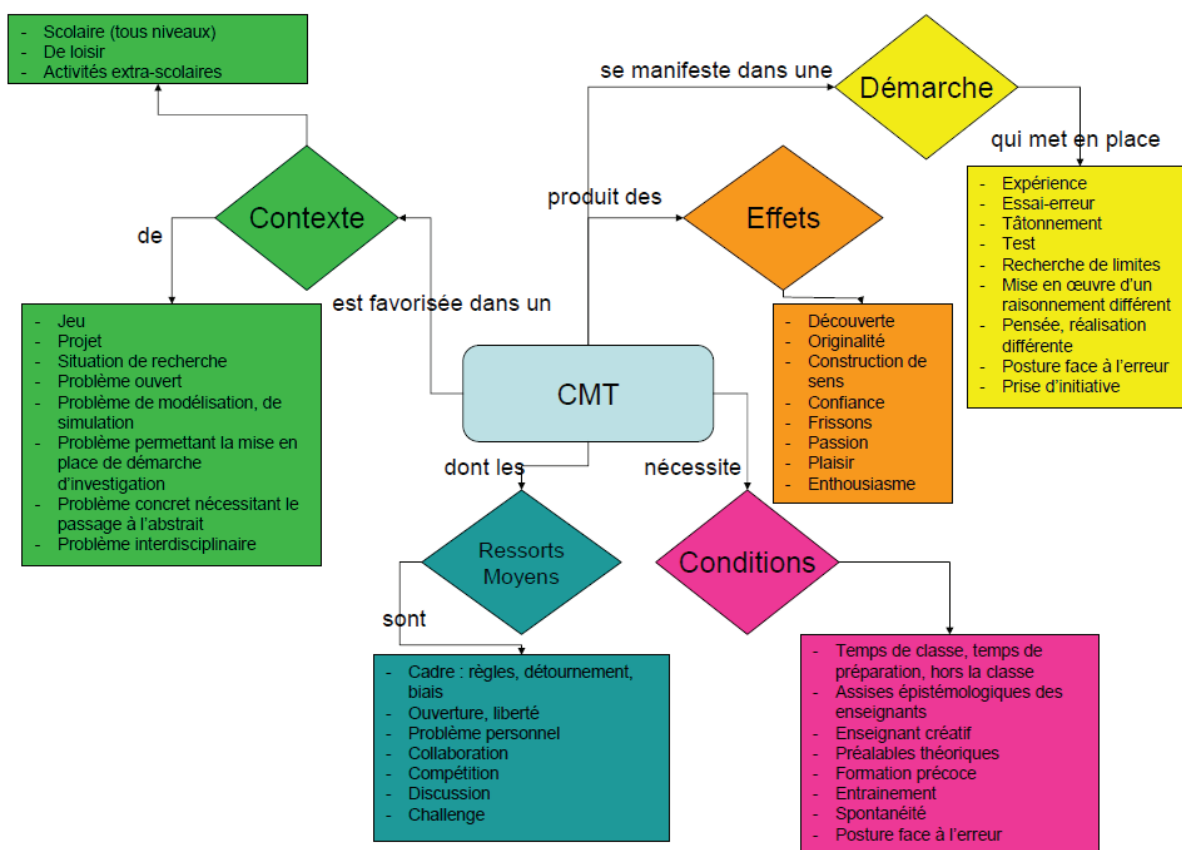 - Scolaire (tous niveaux)
- De loisir
- Activités extra-scolaires
se manifeste dans une
Démarche
qui met en place
- Expérience
- Essai-erreur
- Tâtonnement
- Test
- Recherche de limites
- Mise en œuvre d'un
raisonnement différent
- Pensée, réalisation
différente
- Posture face à l'erreur
- Prise d'initiative
Contexte
de
- Jeu
- Projet
- Situation de recherche
- Problème ouvert
- Problème de modélisation, de
simulation
- Problème permettant la mise en
place de démarche
d'investigation
- Problème concret nécessitant le
passage à l'abstrait
- Problème interdisciplinaire
est favorisée dans un
produit des
Effets
- Découverte
- Originalité
- Construction de
sens
- Confiance
- Frissons
- Passion
- Plaisir
- Enthousiasme
CMT
dont les
Ressorts
Moyens
sont
- Cadre : règles, détournement,
biais
- Ouverture, liberté
- Problème personnel
- Collaboration
- Compétition
- Discussion
- Challenge
nécessite
Conditions
- Temps de classe, temps de
préparation, hors la classe
- Assises épistémologiques des
enseignants
- Enseignant créatif
- Préalables théoriques
- Formation précoce
- Entrainement
- Spontanéité
- Posture face à l'erreur